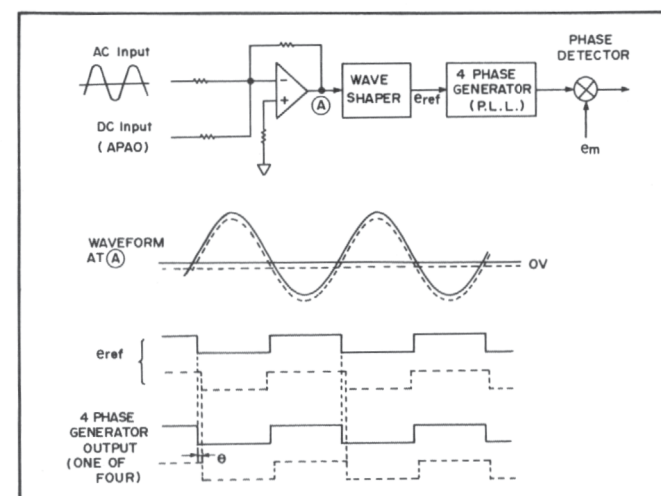 AC Input
DC Input
(APAO)
−
+
A
WAVE
SHAPER
eref
4 PHASE
GENERATOR
(P.L.L.)
PHASE
DETECTOR
em
WAVEFORM
AT A
0V
eref
4 PHASE
GENERATOR
OUTPUT
(ONE OF
FOUR)
θ